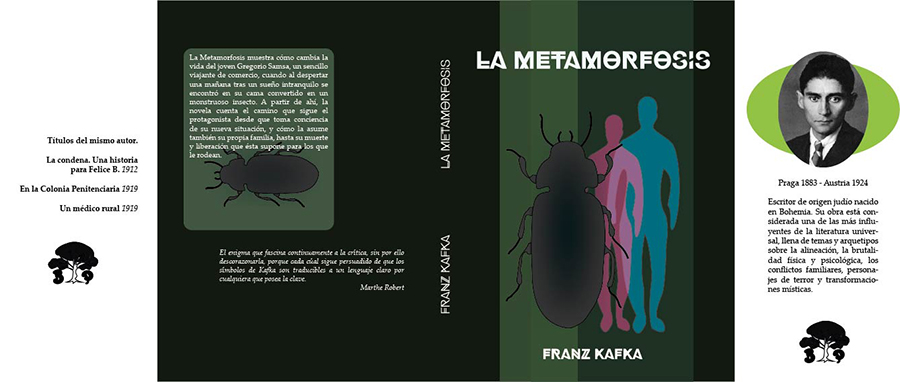 Títulos del mismo autor.
La condena. Una historia
para Felice B. 1912
En la Colonia Penitenciaria 1919
Un médico rural 1919
3 9
La Metamorfosis muestra cómo cambia la
vida del joven Gregorio Samsa, un sencillo
viajante de comercio, cuando al despertar
una mañana tras un sueño intranquilo se
encontró en su cama convertido en un
monstruoso insecto. A partir de ahí, la
novela cuenta el camino que sigue el
protagonista desde que toma conciencia
de su nueva situación, y cómo la asume
también su propia familia, hasta su muerte
y liberación que ésta supone para los que
le rodean.
El enigma que fascina continuamente a la crítica, sin por ello
descorazonarla, porque cada cúal sigue persuadido de que los
símbolos de Kafka son traducibles a un lenguaje claro por
cualquiera que posea la clave.
Marthe Robert
LA METAMORFOSIS
FRANZ KAFKA
LA METAMORFOSIS
FRANZ KAFKA
Praga 1883 - Austria 1924
Escritor de origen judío nacido
en Bohemia. Su obra está con-
siderada una de las más influ-
yentes de la literatura univer-
sal, llena de temas y arquetipos
sobre la alineación, la brutali-
dad física y psicológica, los
conflictos familiares, persona-
jes de terror y transformacio-
nes místicas.
3 9